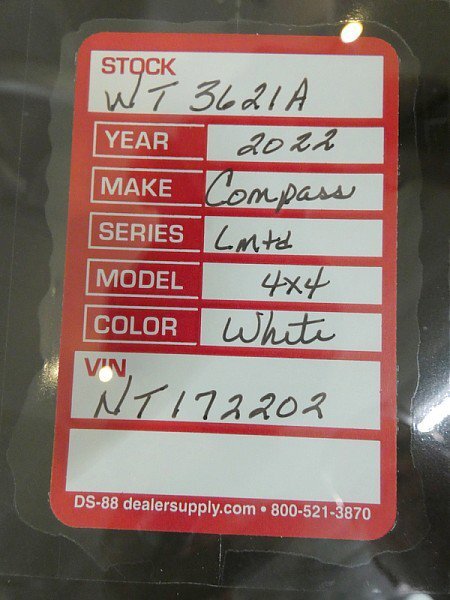 STOCK
WT 3621A
YEAR 2022
MAKE Compass
SERIES Lmtd
MODEL 4x4
COLOR White
VIN
NT172202
DS-88 dealersupply.com • 800-521-3870